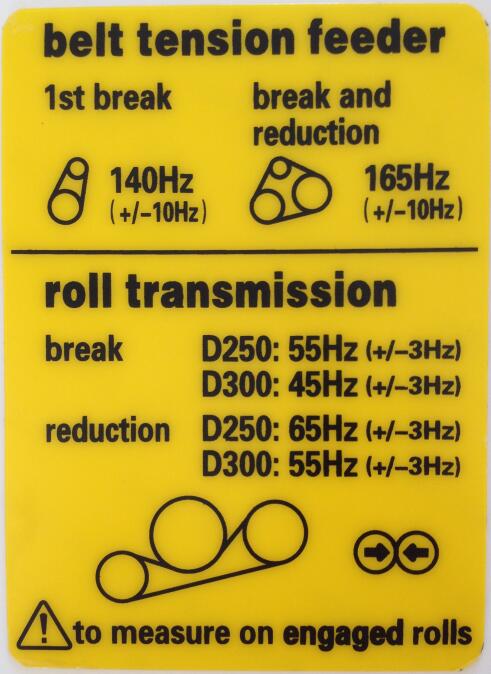 belt tension feeder
1st break
break and
reduction
140Hz
(+/-10Hz)
165Hz
(+/-10Hz)
roll transmission
break D250: 55Hz (+/-3Hz)
D300: 45Hz (+/-3Hz)
reduction D250: 65Hz (+/-3Hz)
D300: 55Hz (+/-3Hz)
! to measure on engaged rolls